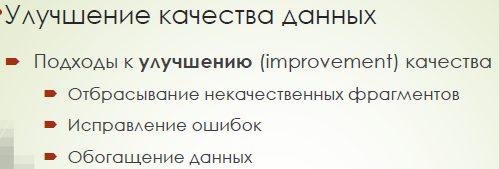 Улучшение качества данных
Подходы к улучшению (improvement) качества
Отбрасывание некачественных фрагментов
Исправление ошибок
Обогащение данных